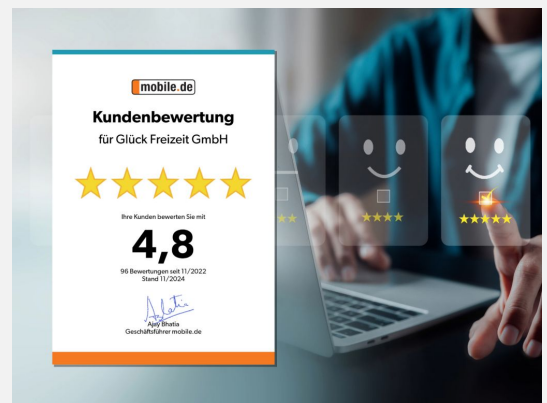 mobile.de
Kundenbewertung
für Glück Freizeit GmbH
Ihre Kunden bewerten Sie mit
4,8
96 Bewertungen seit 11/2022
Stand 11/2024
Ajay Bhatia
Geschäftsführer mobile.de